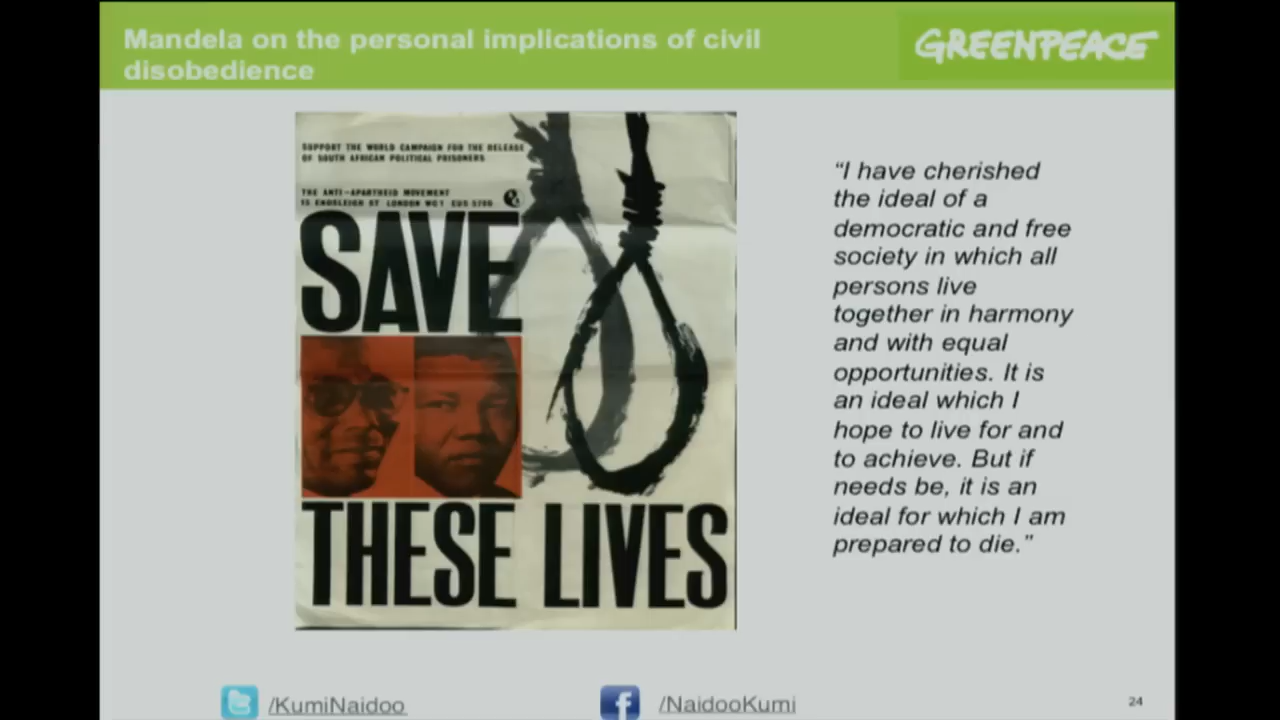 Mandela on the personal implications of civil
disobedience
GREENPEACE
SUPPORT THE WORLD CAMPAIGN FOR THE RELEASE
OF SOUTH AFRICAN POLITICAL PRISONERS
THE ANTI-APARTHEID MOVEMENT
LONDON WC1
SAVE
THESE LIVES
“I have cherished
the ideal of a
democratic and free
society in which all
persons live
together in harmony
and with equal
opportunities. It is
an ideal which I
hope to live for and
to achieve. But if
needs be, it is an
ideal for which I am
prepared to die.”
/KumiNaidoo
/NaidooKumi
24